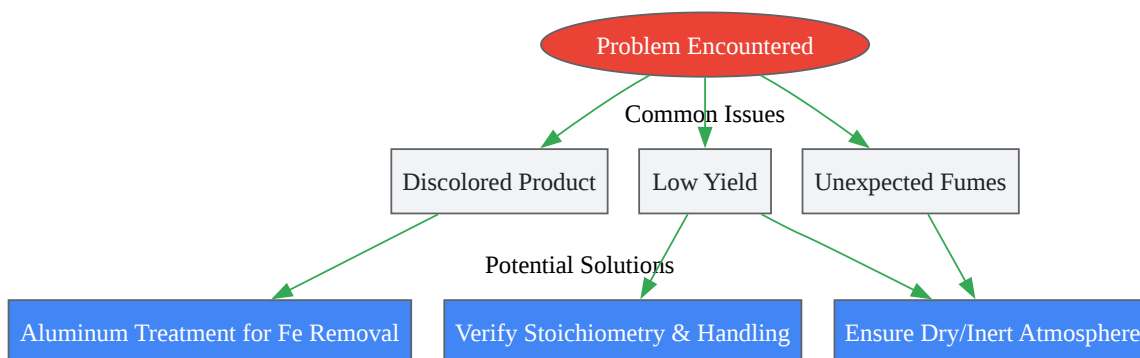 Problem Encountered
Common Issues
Discolored Product
Low Yield
Unexpected Fumes
Potential Solutions
Aluminum Treatment for Fe Removal
Verify Stoichiometry & Handling
Ensure Dry/Inert Atmosphere